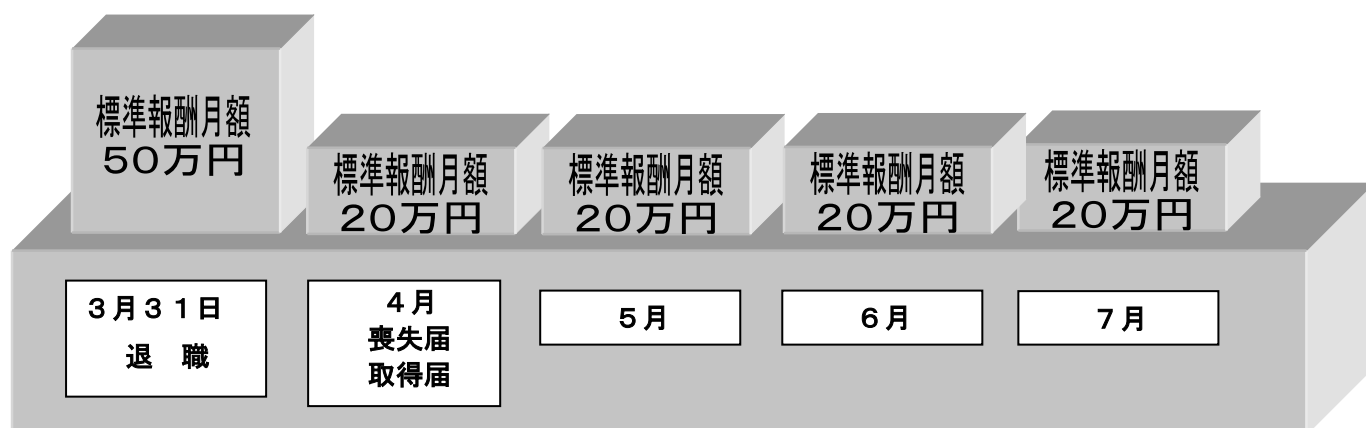 標準報酬月額
５０万円
標準報酬月額
２０万円
標準報酬月額
２０万円
標準報酬月額
２０万円
標準報酬月額
２０万円
３月３１日
退　職
４月
喪失届
取得届
５月
６月
７月